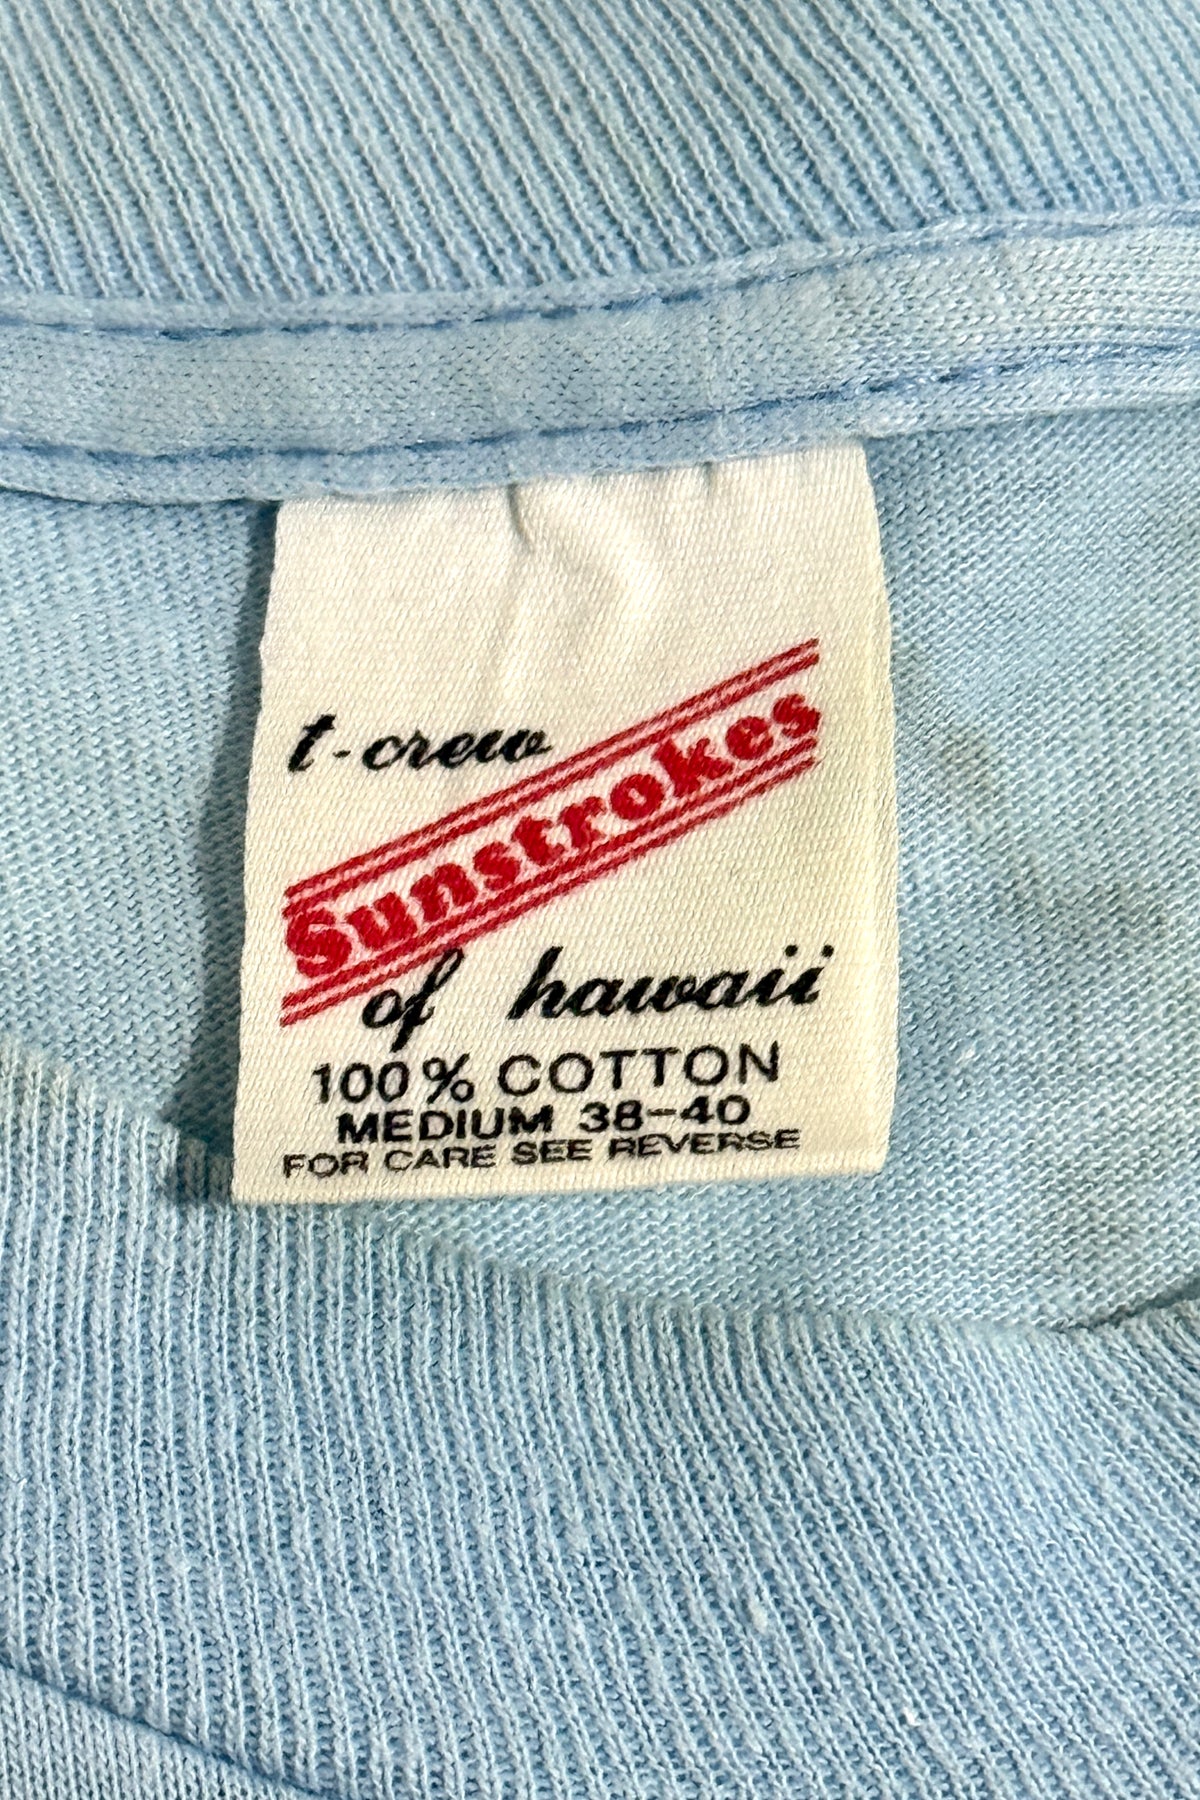 t-crew
Sunstrokes
of hawaii
100% COTTON
MEDIUM 38-40
FOR CARE SEE REVERSE